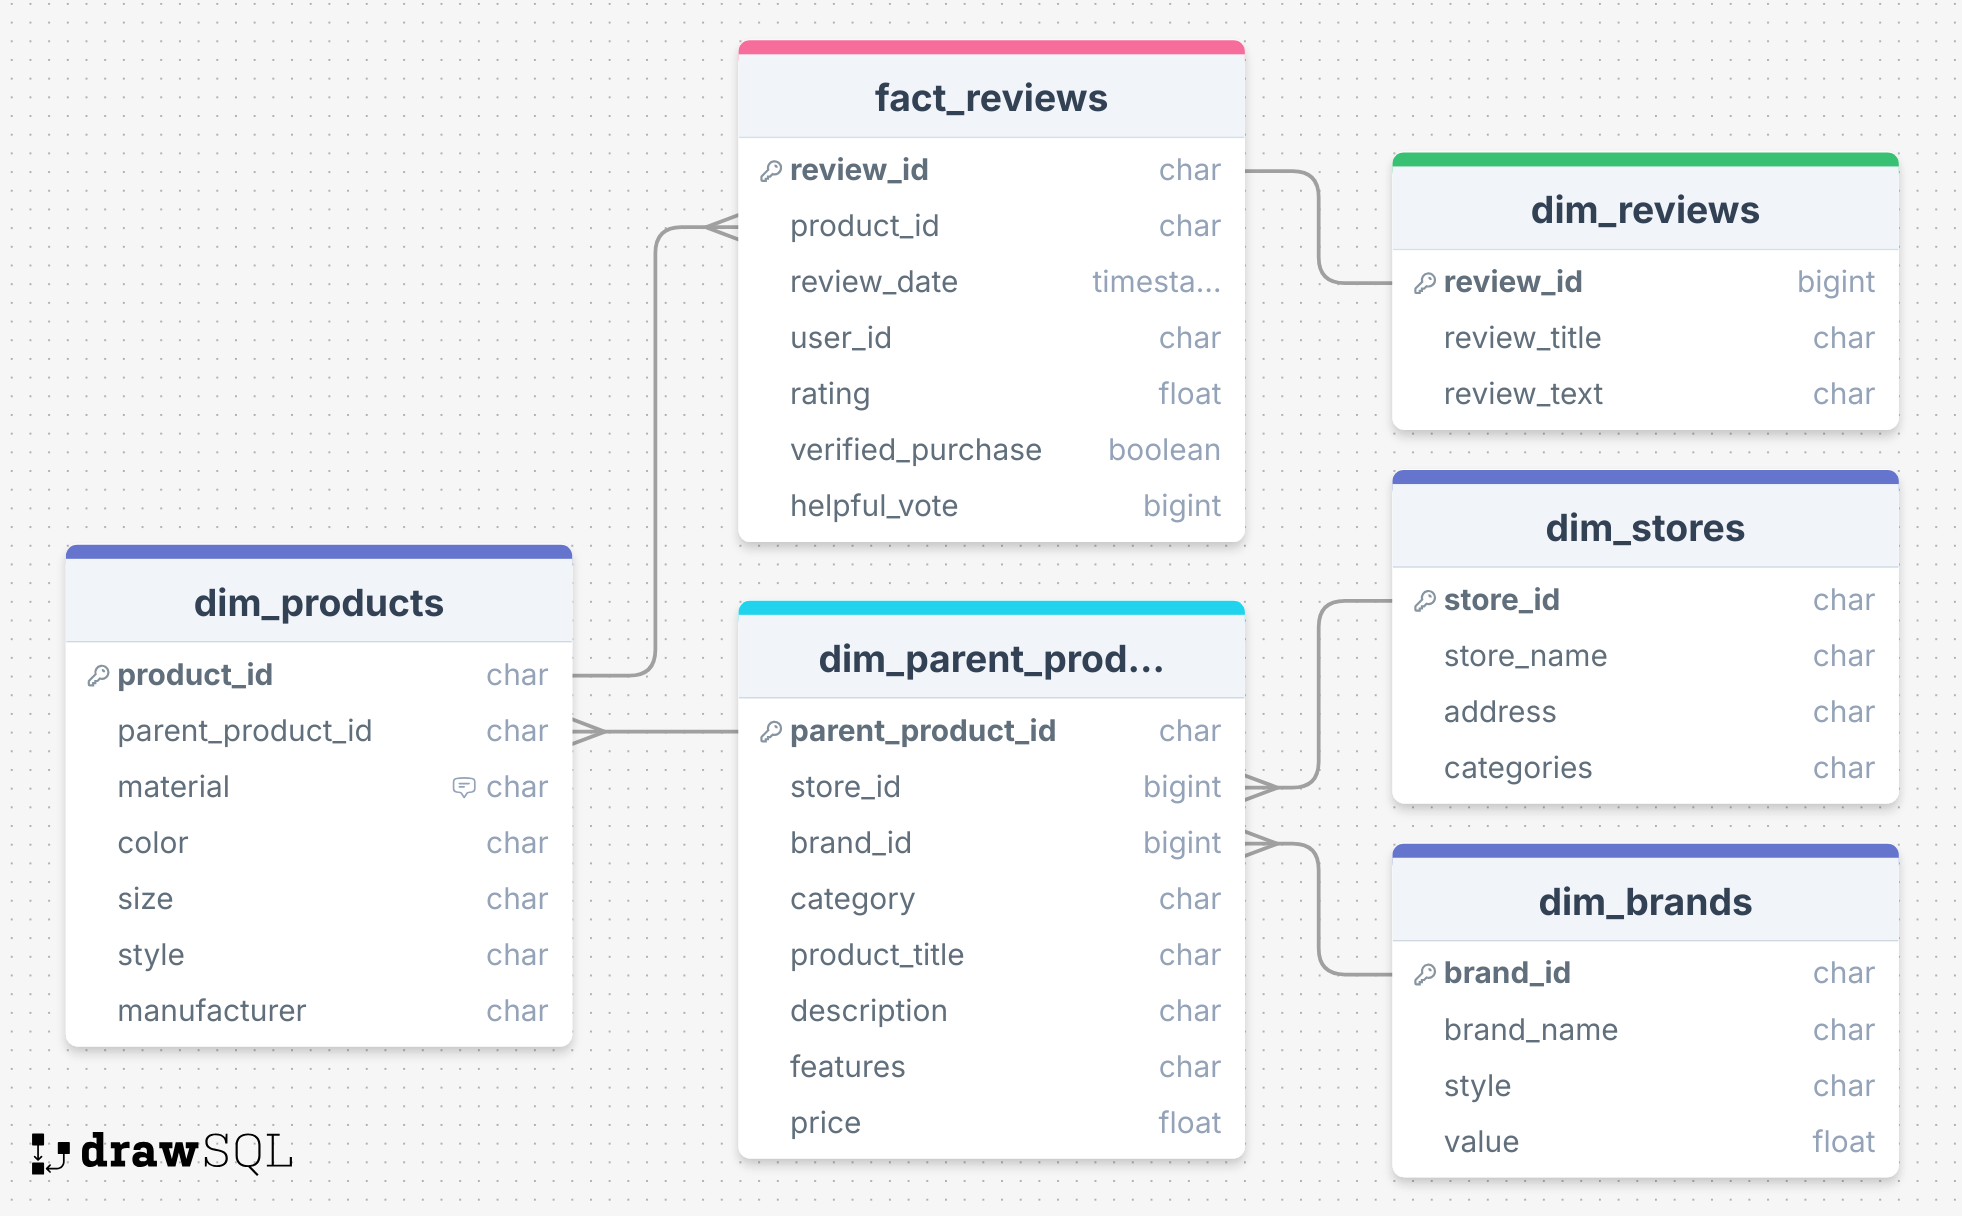 fact_reviews
review_id char
product_id char
review_date timesta...
user_id char
rating float
verified_purchase boolean
helpful_vote bigint
dim_reviews
review_id bigint
review_title char
review_text char
dim_stores
store_id char
store_name char
address char
categories char
dim_products
product_id char
parent_product_id char
material char
color char
size char
style char
manufacturer char
dim_parent_prod...
parent_product_id char
store_id bigint
brand_id bigint
category char
product_title char
description char
features char
price float
dim_brands
brand_id char
brand_name char
style char
value float
drawSQL